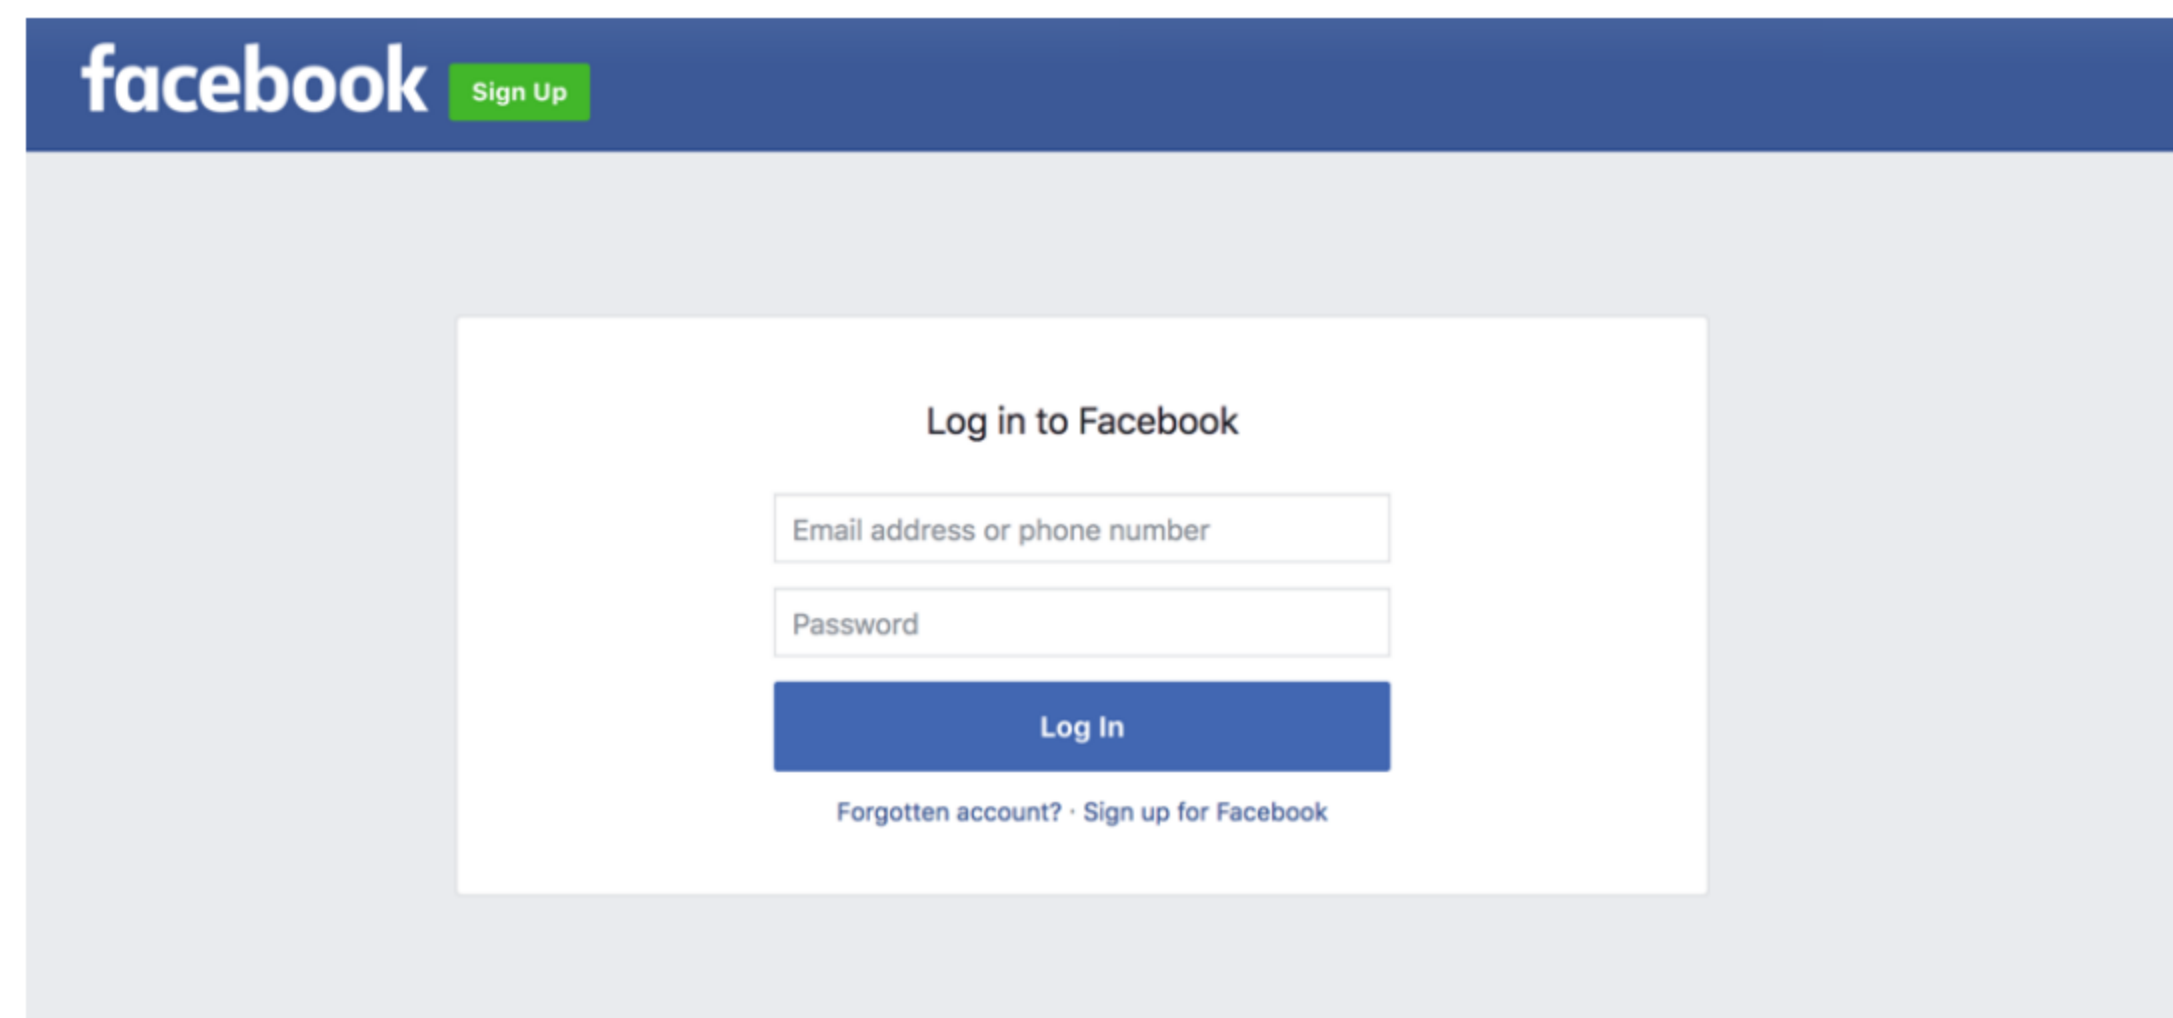 facebook Sign Up
Log in to Facebook
Email address or phone number
Password
Log In
Forgotten account? · Sign up for Facebook